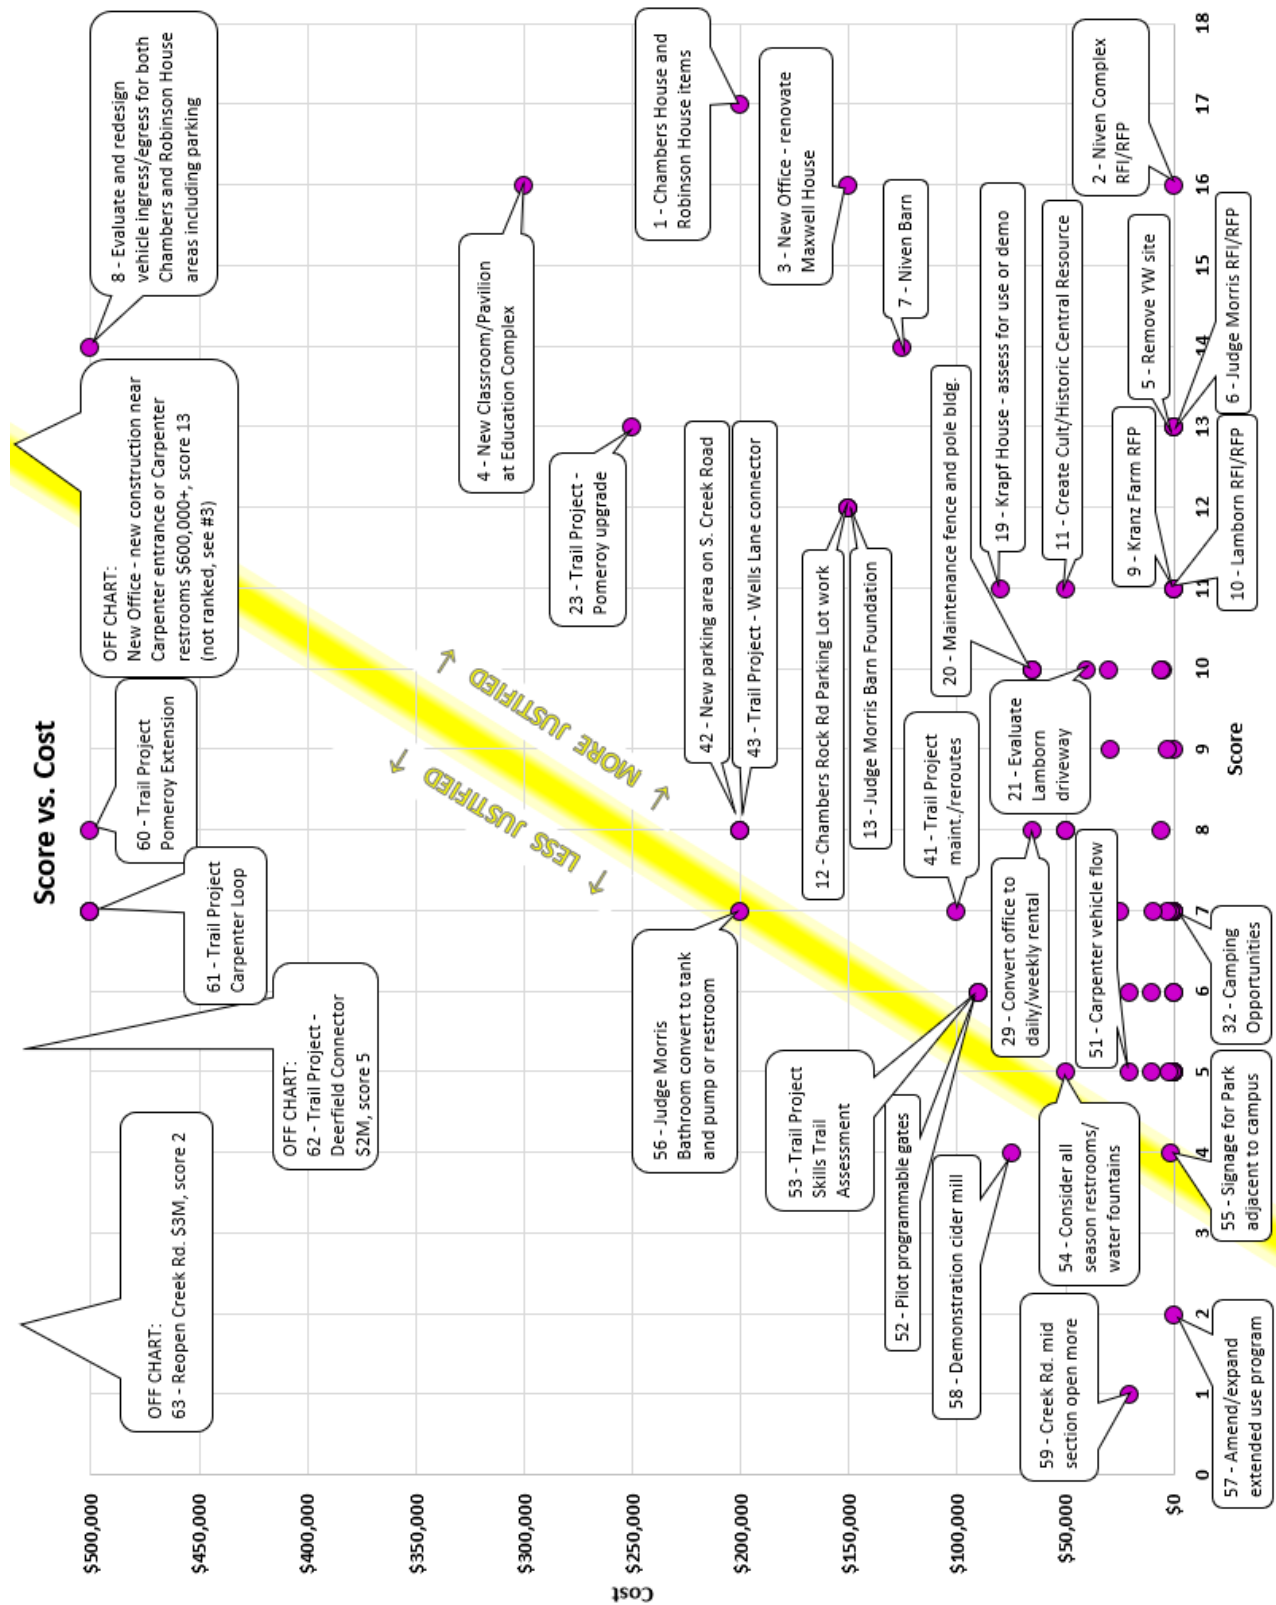 Score vs. Cost
Cost
$500,000
$450,000
$400,000
$350,000
$300,000
$250,000
$200,000
$150,000
$100,000
$50,000
$0
0
1
2
3
4
5
6
7
8
9
10
11
12
13
14
15
16
17
18
Score
OFF CHART:
63 - Reopen Creek Rd. $3M, score 2
OFF CHART:
62 - Trail Project -
Deerfield Connector
$2M, score 5
61 - Trail Project
Carpenter Loop
60 - Trail Project
Pomeroy Extension
OFF CHART:
New Office - new construction near
Carpenter entrance or Carpenter
restrooms $600,000+, score 13
(not ranked, see #3)
8 - Evaluate and redesign
vehicle ingress/egress for both
Chambers and Robinson House
areas including parking
← LESS JUSTIFIED ←
→ MORE JUSTIFIED →
4 - New Classroom/Pavilion
at Education Complex
23 - Trail Project -
Pomeroy upgrade
1 - Chambers House and
Robinson House items
56 - Judge Morris
Bathroom convert to tank
and pump or restroom
42 - New parking area on S. Creek Road
43 - Trail Project - Wells Lane connector
3 - New Office - renovate
Maxwell House
53 - Trail Project
Skills Trail
Assessment
12 - Chambers Rock Rd Parking Lot work
13 - Judge Morris Barn Foundation
7 - Niven Barn
52 - Pilot programmable gates
41 - Trail Project
maint./reroutes
20 - Maintenance fence and pole bldg.
19 - Krapf House - assess for use or demo
58 - Demonstration cider mill
29 - Convert office to
daily/weekly rental
21 - Evaluate
Lamborn
driveway
11 - Create Cult/Historic Central Resource
59 - Creek Rd. mid
section open more
54 - Consider all
season restrooms/
water fountains
51 - Carpenter vehicle flow
9 - Kranz Farm RFP
5 - Remove YW site
2 - Niven Complex
RFI/RFP
57 - Amend/expand
extended use program
55 - Signage for Park
adjacent to campus
32 - Camping
Opportunities
10 - Lamborn RFI/RFP
6 - Judge Morris RFI/RFP